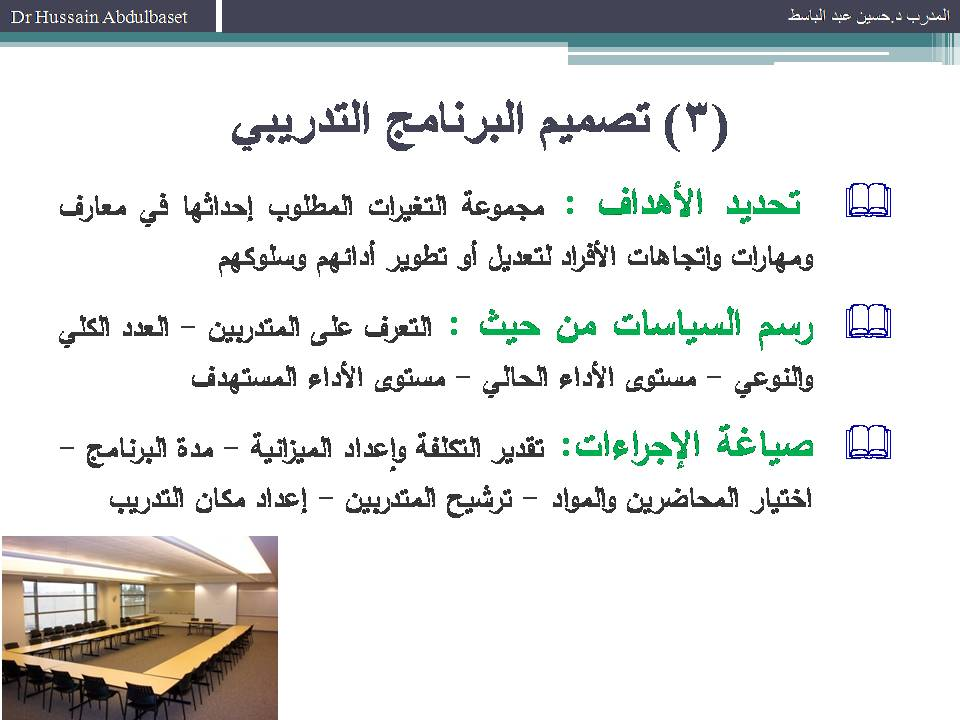 Dr Hussain Abdulbaset
المدرب د.حسين عبد الباسط
(٣) تصميم البرنامج التدريبي
تحديد الأهداف : مجموعة التغيرات المطلوب إحداثها في معارف
ومهارات واتجاهات الأفراد لتعديل أو تطوير أدائهم وسلوكهم
رسم السياسات من حيث : التعرف على المتدربين – العدد الكلي
والنوعي – مستوى الأداء الحالي – مستوى الأداء المستهدف
صياغة الإجراءات: تقدير التكلفة وإعداد الميزانية – مدة البرنامج –
اختيار المحاضرين والمواد – ترشيح المتدربين – إعداد مكان التدريب